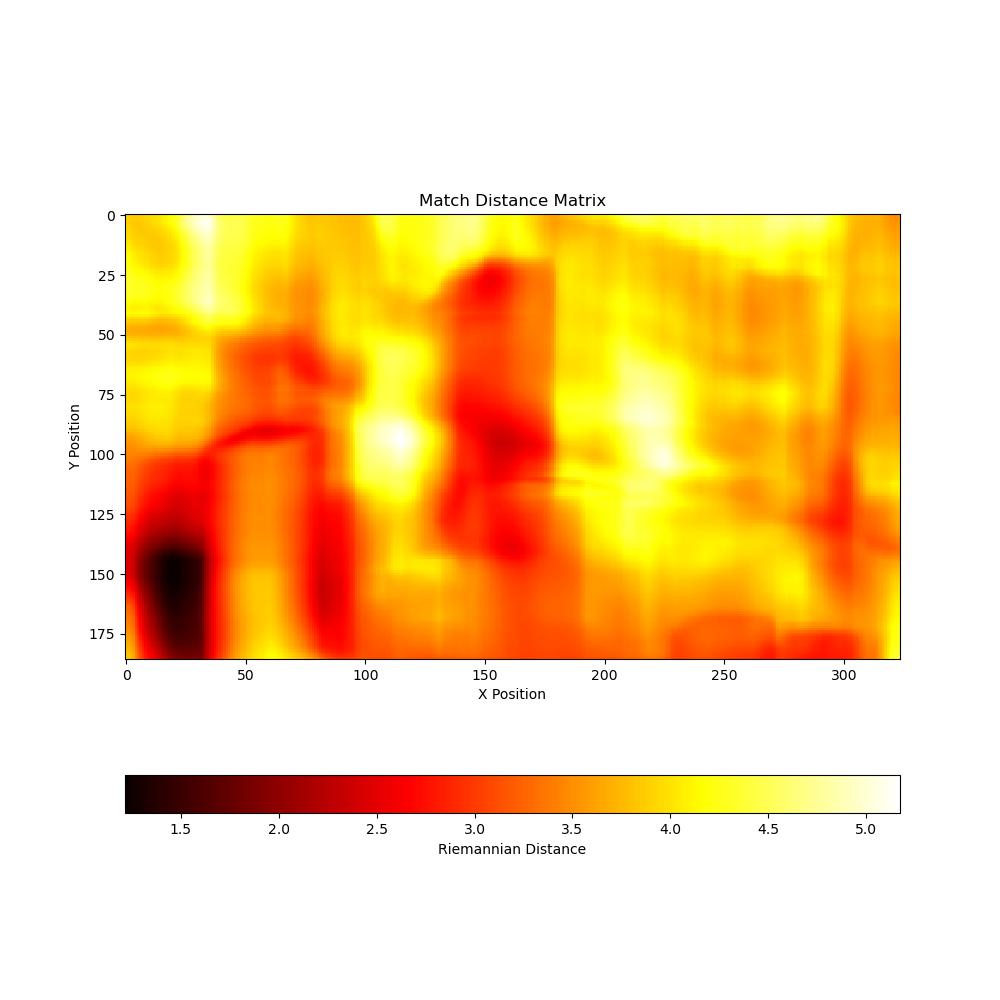 Match Distance Matrix
0
25
50
75
100
125
150
175
Y Position
0 50 100 150 200 250 300
X Position
1.5 2.0 2.5 3.0 3.5 4.0 4.5 5.0
Riemannian Distance